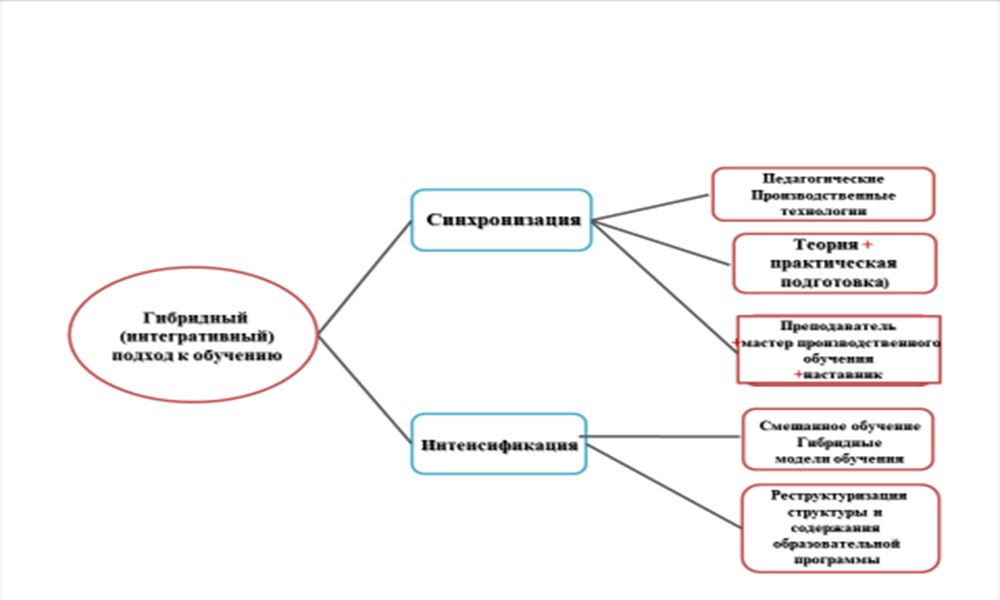 Гибридный
(интегративный)
подход к обучению
Синхронизация
Педагогические
Производственные
технологии
Теория +
практическая
подготовка)
Преподаватель
+мастер производственного
обучения
+наставник
Интенсификация
Смешанное обучение
Гибридные
модели обучения
Реструктуризация
структуры и
содержания
образовательной
программы